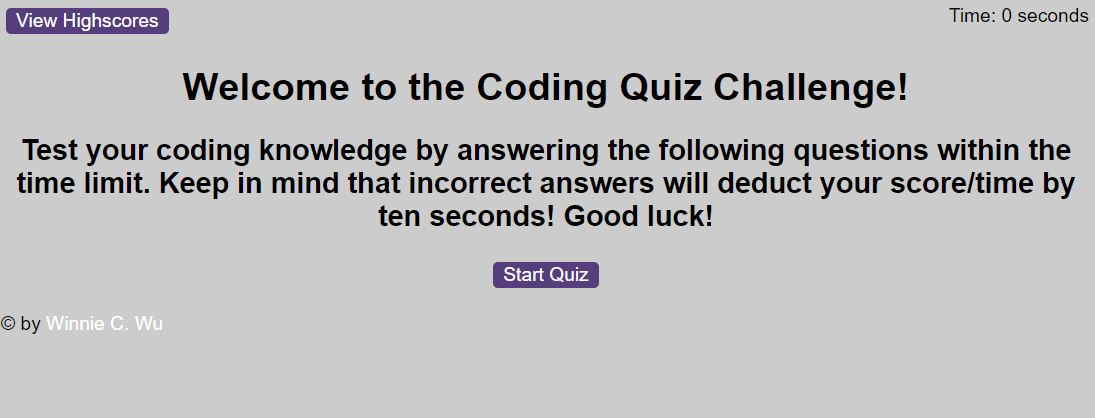 View Highscores
Time: 0 seconds
Welcome to the Coding Quiz Challenge!
Test your coding knowledge by answering the following questions within the
time limit. Keep in mind that incorrect answers will deduct your score/time by
ten seconds! Good luck!
Start Quiz
© by Winnie C. Wu